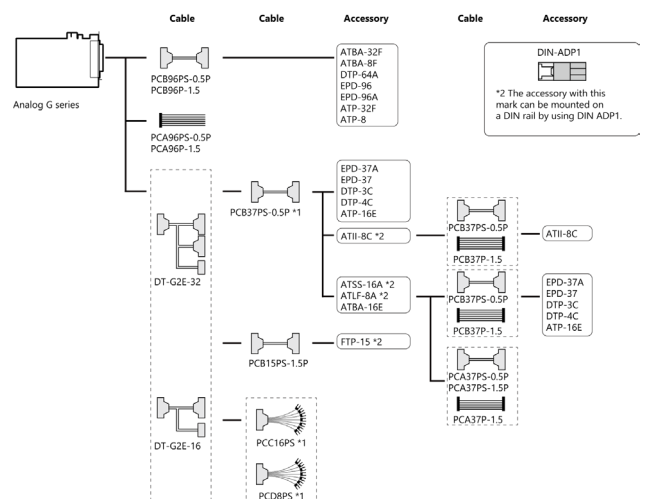 Cable
Cable
Accessory
Cable
Accessory
Analog G series
PCB96PS-0.5P
PCB96P-1.5
PCA96PS-0.5P
PCA96P-1.5
ATBA-32F
ATBA-8F
DTP-64A
EPD-96
EPD-96A
ATP-32F
ATP-8
DIN-ADP1
*2 The accessory with this
mark can be mounted on
a DIN rail by using DIN ADP1.
DT-G2E-32
PCB37PS-0.5P *1
EPD-37A
EPD-37
DTP-3C
DTP-4C
ATP-16E
ATII-8C *2
PCB37PS-0.5P
PCB37P-1.5
ATII-8C
ATSS-16A *2
ATLF-8A *2
ATBA-16E
PCB37PS-0.5P
PCB37P-1.5
EPD-37A
EPD-37
DTP-3C
DTP-4C
ATP-16E
PCB15PS-1.5P
FTP-15 *2
PCA37PS-0.5P
PCA37PS-1.5P
PCA37P-1.5
DT-G2E-16
PCC16PS *1
PCD8PS *1